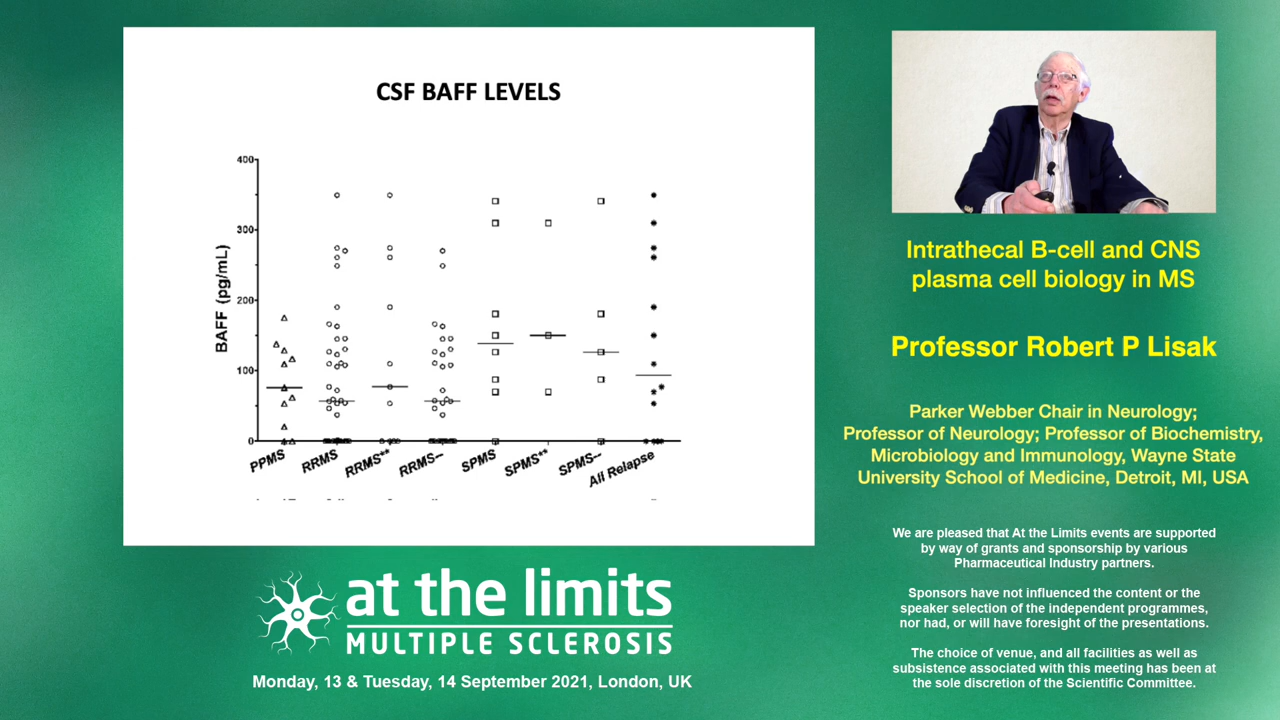 CSF BAFF LEVELS
400
300
200
100
0
BAFF (pg/mL)
PPMS
RRMS
RRMS**
RRMS--
SPMS
SPMS**
SPMS--
All Relapse
at the limits
MULTIPLE SCLEROSIS
Monday, 13 & Tuesday, 14 September 2021, London, UK
Intrathecal B-cell and CNS
plasma cell biology in MS
Professor Robert P Lisak
Parker Webber Chair in Neurology;
Professor of Neurology; Professor of Biochemistry,
Microbiology and Immunology, Wayne State
University School of Medicine, Detroit, MI, USA
We are pleased that At the Limits events are supported
by way of grants and sponsorship by various
Pharmaceutical Industry partners.
Sponsors have not influenced the content or the
speaker selection of the independent programmes,
nor had, or will have foresight of the presentations.
The choice of venue, and all facilities as well as
subsistence associated with this meeting has been at
the sole discretion of the Scientific Committee.